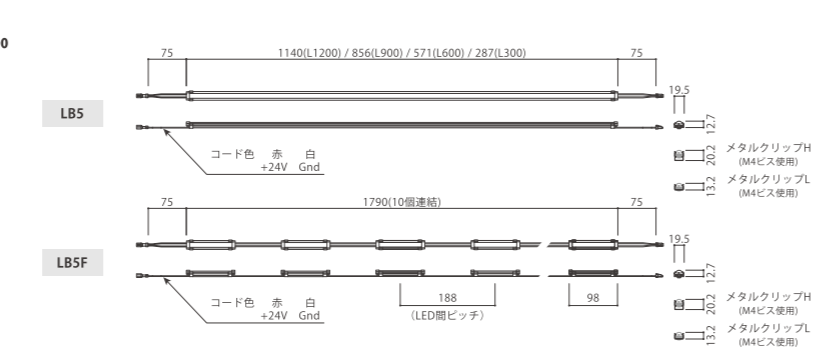 0
75
1140(L1200) / 856(L900) / 571(L600) / 287(L300)
75
19.5
LB5
12.7
コード色 赤 白
+24V Gnd
20.2
メタルクリップH
(M4ビス使用)
13.2
メタルクリップL
(M4ビス使用)
75
1790(10個連結)
75
19.5
LB5F
12.7
コード色 赤 白
+24V Gnd
188
(LED間ピッチ)
98
20.2
メタルクリップH
(M4ビス使用)
13.2
メタルクリップL
(M4ビス使用)